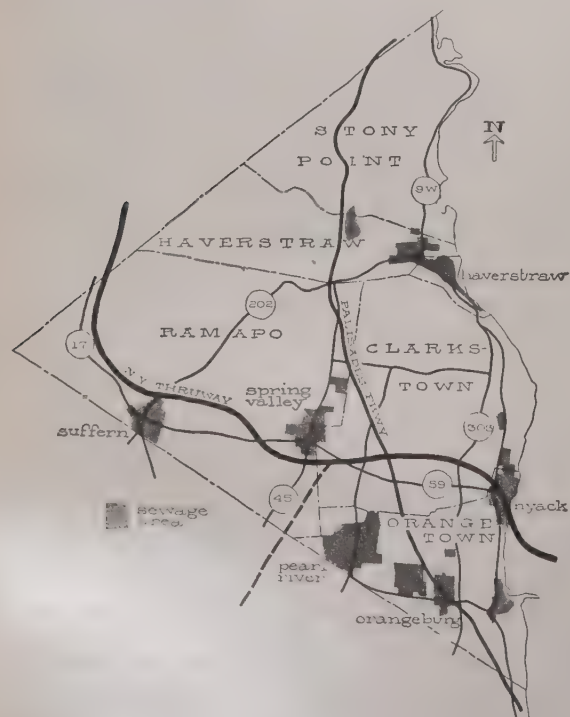 STONY
POINT
N
9W
HAVERSTRAW
haverstraw
202
RAMAPO
PALISADES PKWY
17
CLARKS-
TOWN
N.Y. THRUWAY
spring
valley
suffern
303
45
59
nyack
sewage
area
ORANGE
TOWN
pearl
river
orangeburg